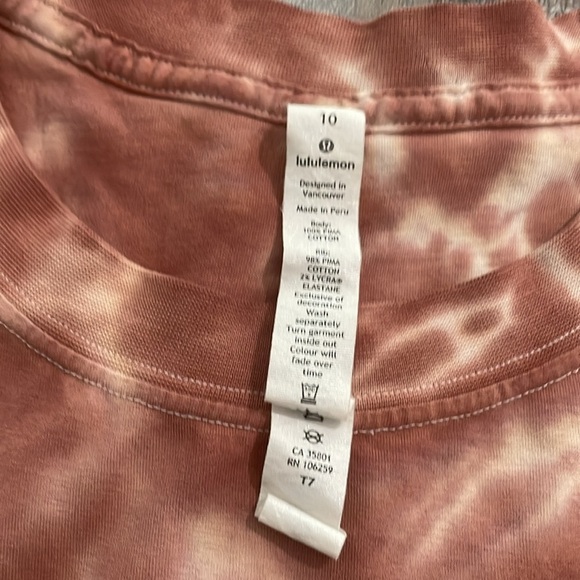 10
lululemon
Designed in
Vancouver
Made in Peru
Body:
100% PIMA
COTTON
Rib:
98% PIMA
COTTON
2% LYCRA®
ELASTANE
Exclusive of
decoration
Wash
separately
Turn garment
inside out
Colour will
fade over
time
CA 35801
RN 106259
T7